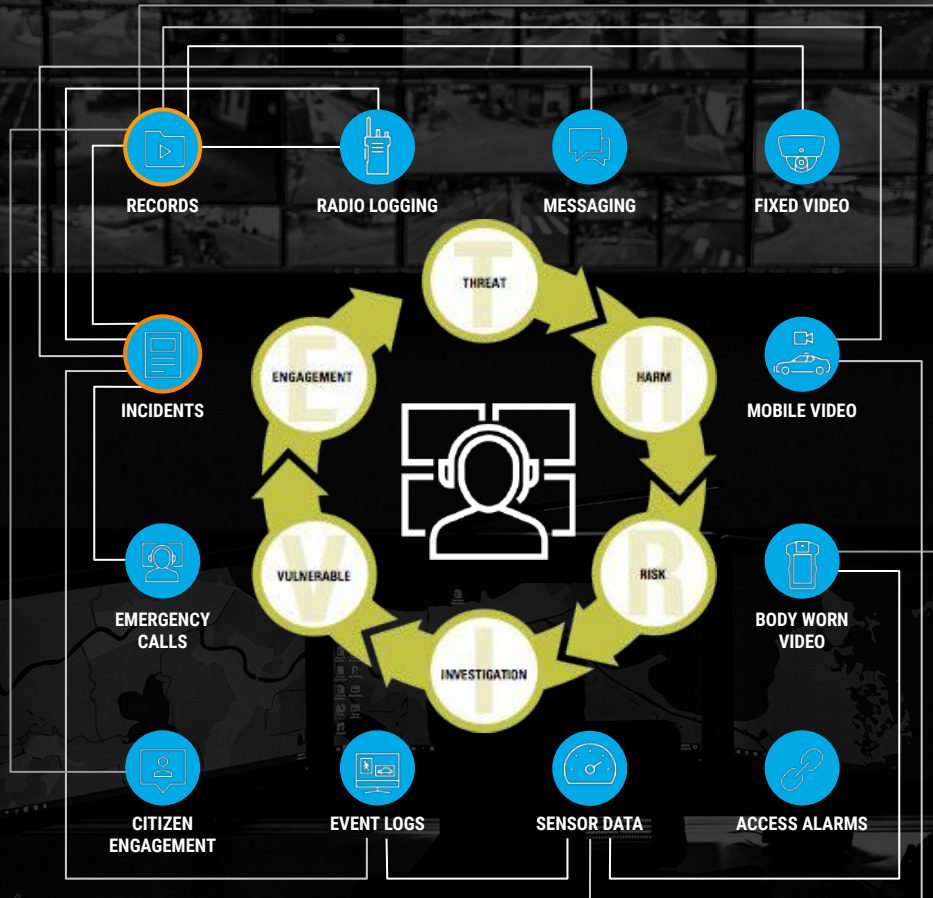 RECORDS
RADIO LOGGING
MESSAGING
FIXED VIDEO
T
THREAT
E
ENGAGEMENT
H
HARM
INCIDENTS
MOBILE VIDEO
V
VULNERABLE
R
RISK
EMERGENCY
CALLS
BODY WORN
VIDEO
I
INVESTIGATION
CITIZEN
ENGAGEMENT
EVENT LOGS
SENSOR DATA
ACCESS ALARMS